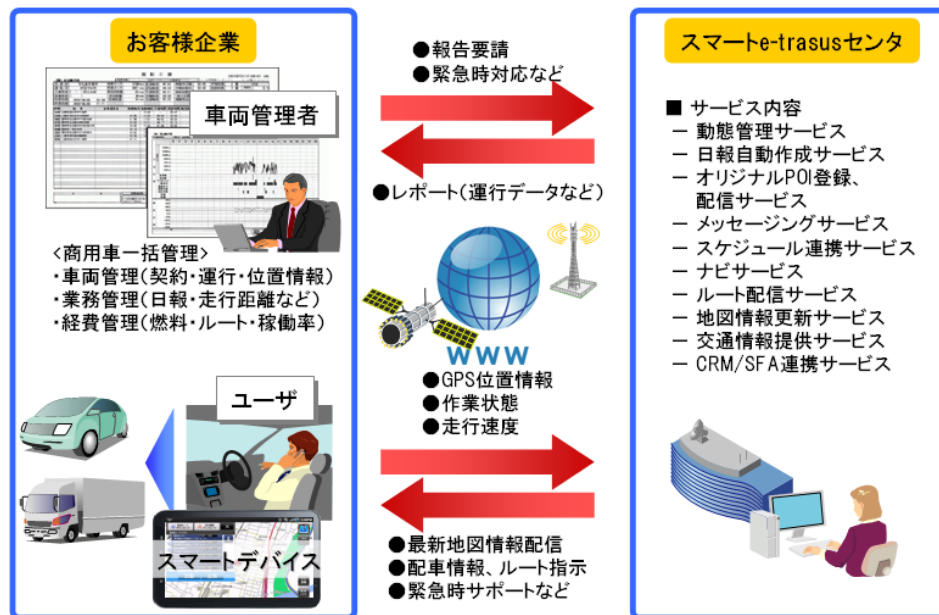 お客様企業
車両管理者
<商用車一括管理>
・車両管理(契約・運行・位置情報)
・業務管理(日報・走行距離など)
・経費管理(燃料・ルート・稼働率)
ユーザ
スマートデバイス
●報告要請
●緊急時対応など
●レポート(運行データなど)
WWW
●GPS位置情報
●作業状態
●走行速度
●最新地図情報配信
●配車情報、ルート指示
●緊急時サポートなど
スマートe-trasusセンタ
■ サービス内容
－ 動態管理サービス
－ 日報自動作成サービス
－ オリジナルPOI登録、
配信サービス
－ メッセージングサービス
－ スケジュール連携サービス
－ ナビサービス
－ ルート配信サービス
－ 地図情報更新サービス
－ 交通情報提供サービス
－ CRM/SFA連携サービス